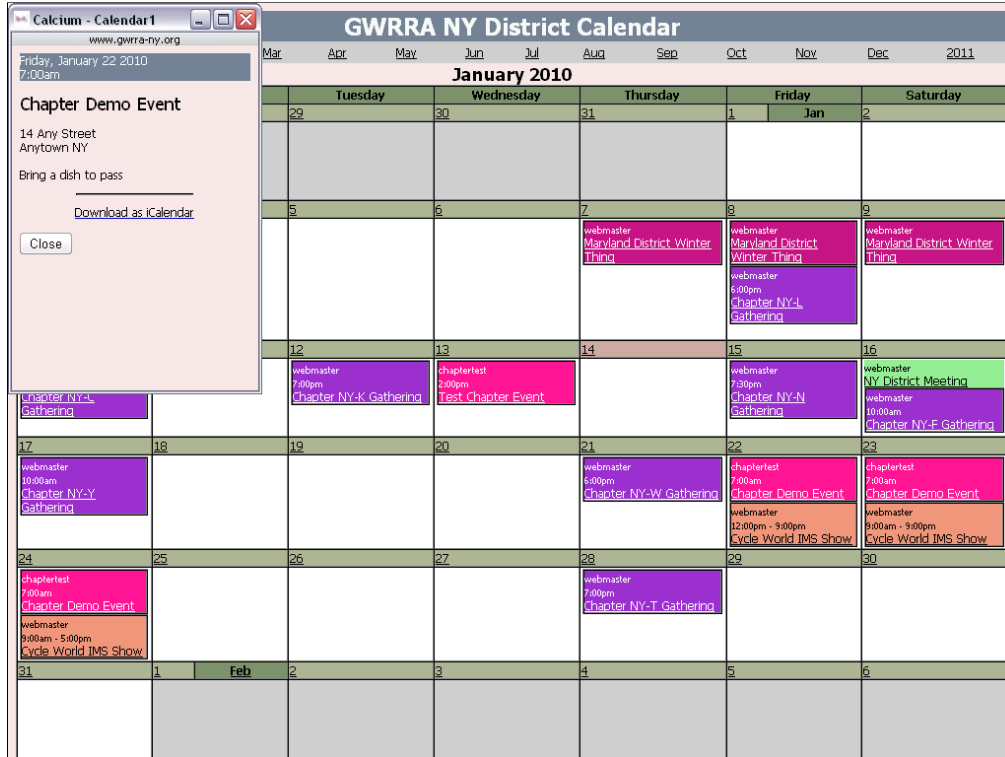 Calcium - Calendar1
www.gwrra-ny.org
Friday, January 22 2010
7:00am
Chapter Demo Event
14 Any Street
Anytown NY
Bring a dish to pass
Download as iCalendar
Close
GWRRA NY District Calendar
Mar Apr May Jun Jul Aug Sep Oct Nov Dec 2011
January 2010
Tuesday Wednesday Thursday Friday Saturday
29 30 31 1 Jan 2
5 6 7 8 9
webmaster
Maryland District Winter
Thing
webmaster
Maryland District
Winter Thing
webmaster
6:00pm
Chapter NY-L
Gathering
webmaster
Maryland District Winter
Thing
12 13 14 15 16
Chapter NY-C
Gathering
webmaster
7:00pm
Chapter NY-K Gathering
chaptertest
2:00pm
Test Chapter Event
webmaster
7:30pm
Chapter NY-N
Gathering
webmaster
NY District Meeting
webmaster
10:00am
Chapter NY-F Gathering
17 18 19 20 21 22 23
webmaster
10:00am
Chapter NY-Y
Gathering
webmaster
6:00pm
Chapter NY-W Gathering
chaptertest
7:00am
Chapter Demo Event
webmaster
12:00pm - 9:00pm
Cycle World IMS Show
chaptertest
7:00am
Chapter Demo Event
webmaster
9:00am - 9:00pm
Cycle World IMS Show
24 25 26 27 28 29 30
chaptertest
7:00am
Chapter Demo Event
webmaster
9:00am - 5:00pm
Cycle World IMS Show
webmaster
7:00pm
Chapter NY-T Gathering
31 1 Feb 2 3 4 5 6